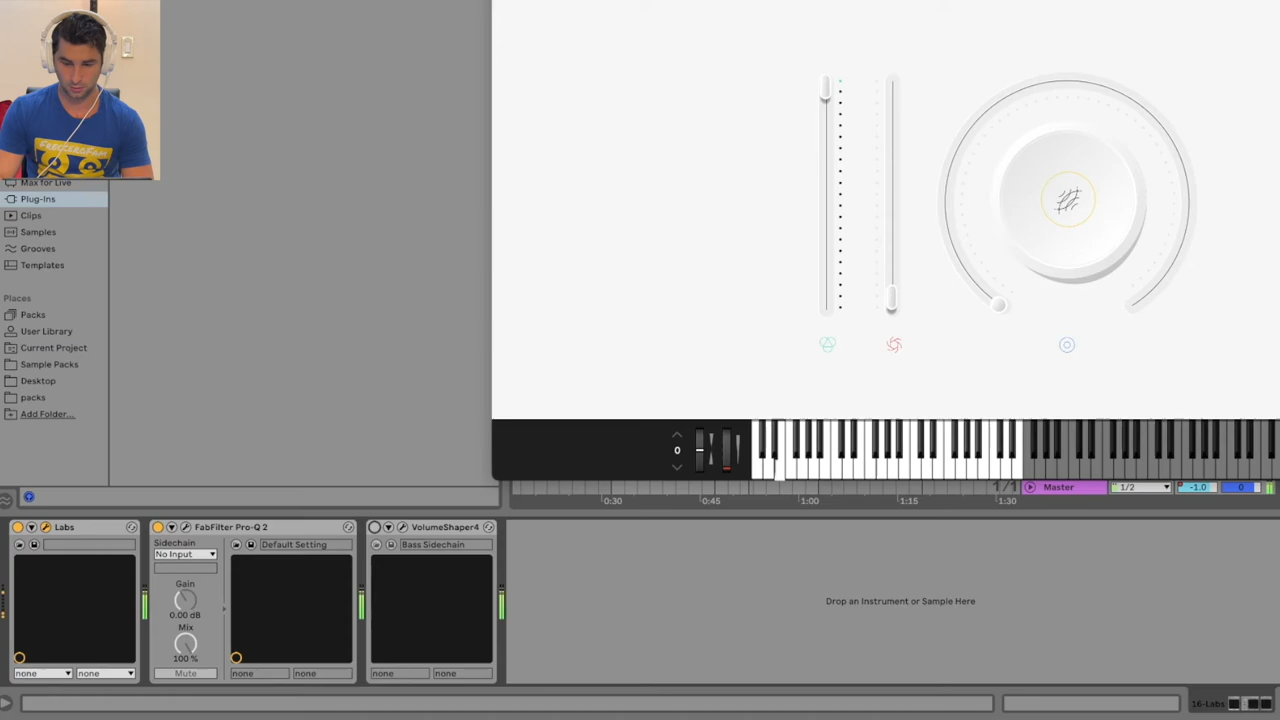 Max for Live
Plug-Ins
Clips
Samples
Grooves
Templates
Places
Packs
User Library
Current Project
Sample Packs
Desktop
packs
Add Folder...
0
0:30
0:45
1:00
1:15
1:30
1/1
Master
1/2
-1.0
0
Labs
FabFilter Pro-Q 2
VolumeShaper4
Sidechain
No Input
Default Setting
Bass Sidechain
Gain
0.00 dB
Mix
100 %
Mute
none
none
none
none
none
none
Drop an Instrument or Sample Here
16-Labs